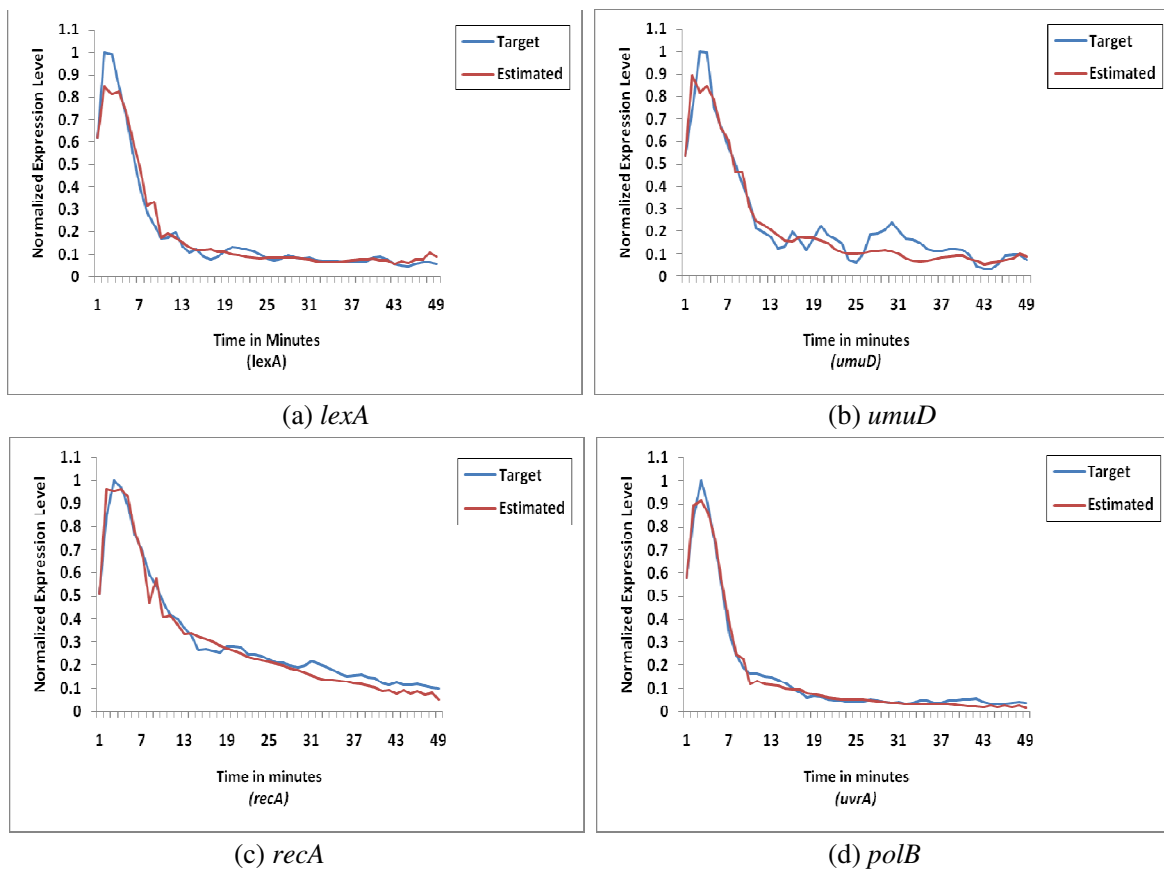 Normalized Expression Level
1.1
1
0.9
0.8
0.7
0.6
0.5
0.4
0.3
0.2
0.1
0
1 7 13 19 25 31 37 43 49
Time in Minutes
(lexA)
Target
Estimated
(a) lexA
Normalized Expression Level
1.1
1
0.9
0.8
0.7
0.6
0.5
0.4
0.3
0.2
0.1
0
1 7 13 19 25 31 37 43 49
Time in minutes
(umuD)
Target
Estimated
(b) umuD
Normalized Expression Level
1.1
1
0.9
0.8
0.7
0.6
0.5
0.4
0.3
0.2
0.1
0
1 7 13 19 25 31 37 43 49
Time in minutes
(recA)
Target
Estimated
(c) recA
Normalized Expression Level
1.1
1
0.9
0.8
0.7
0.6
0.5
0.4
0.3
0.2
0.1
0
1 7 13 19 25 31 37 43 49
Time in minutes
(uvrA)
Target
Estimated
(d) polB